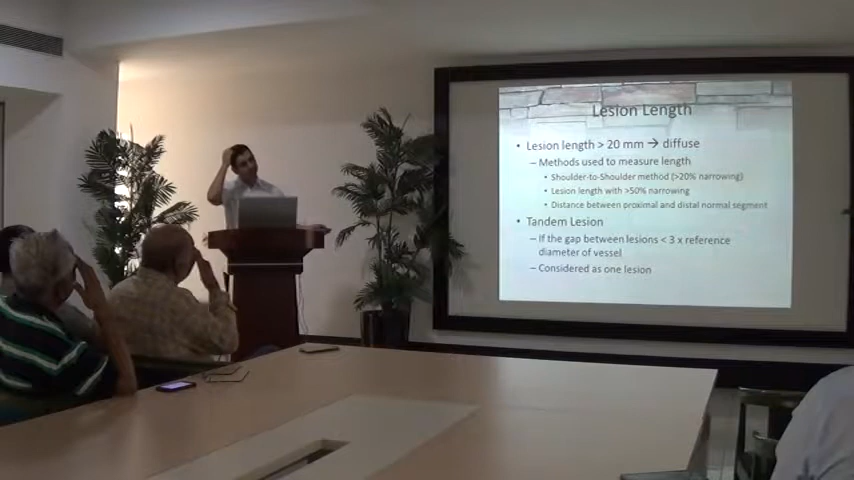 Lesion Length
• Lesion length > 20 mm → diffuse
– Methods used to measure length
• Shoulder-to-Shoulder method (>20% narrowing)
• Lesion length with >50% narrowing
• Distance between proximal and distal normal segment
• Tandem Lesion
– If the gap between lesions < 3 x reference
diameter of vessel
– Considered as one lesion